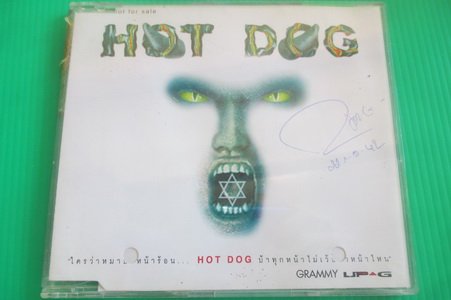 not for sale
HOT DOG
"ใครว่าหมา หน้าร้อน... HOT DOG บ้าทุกหน้าไม่เว้น หน้าไหน"
GRAMMY UP▲G